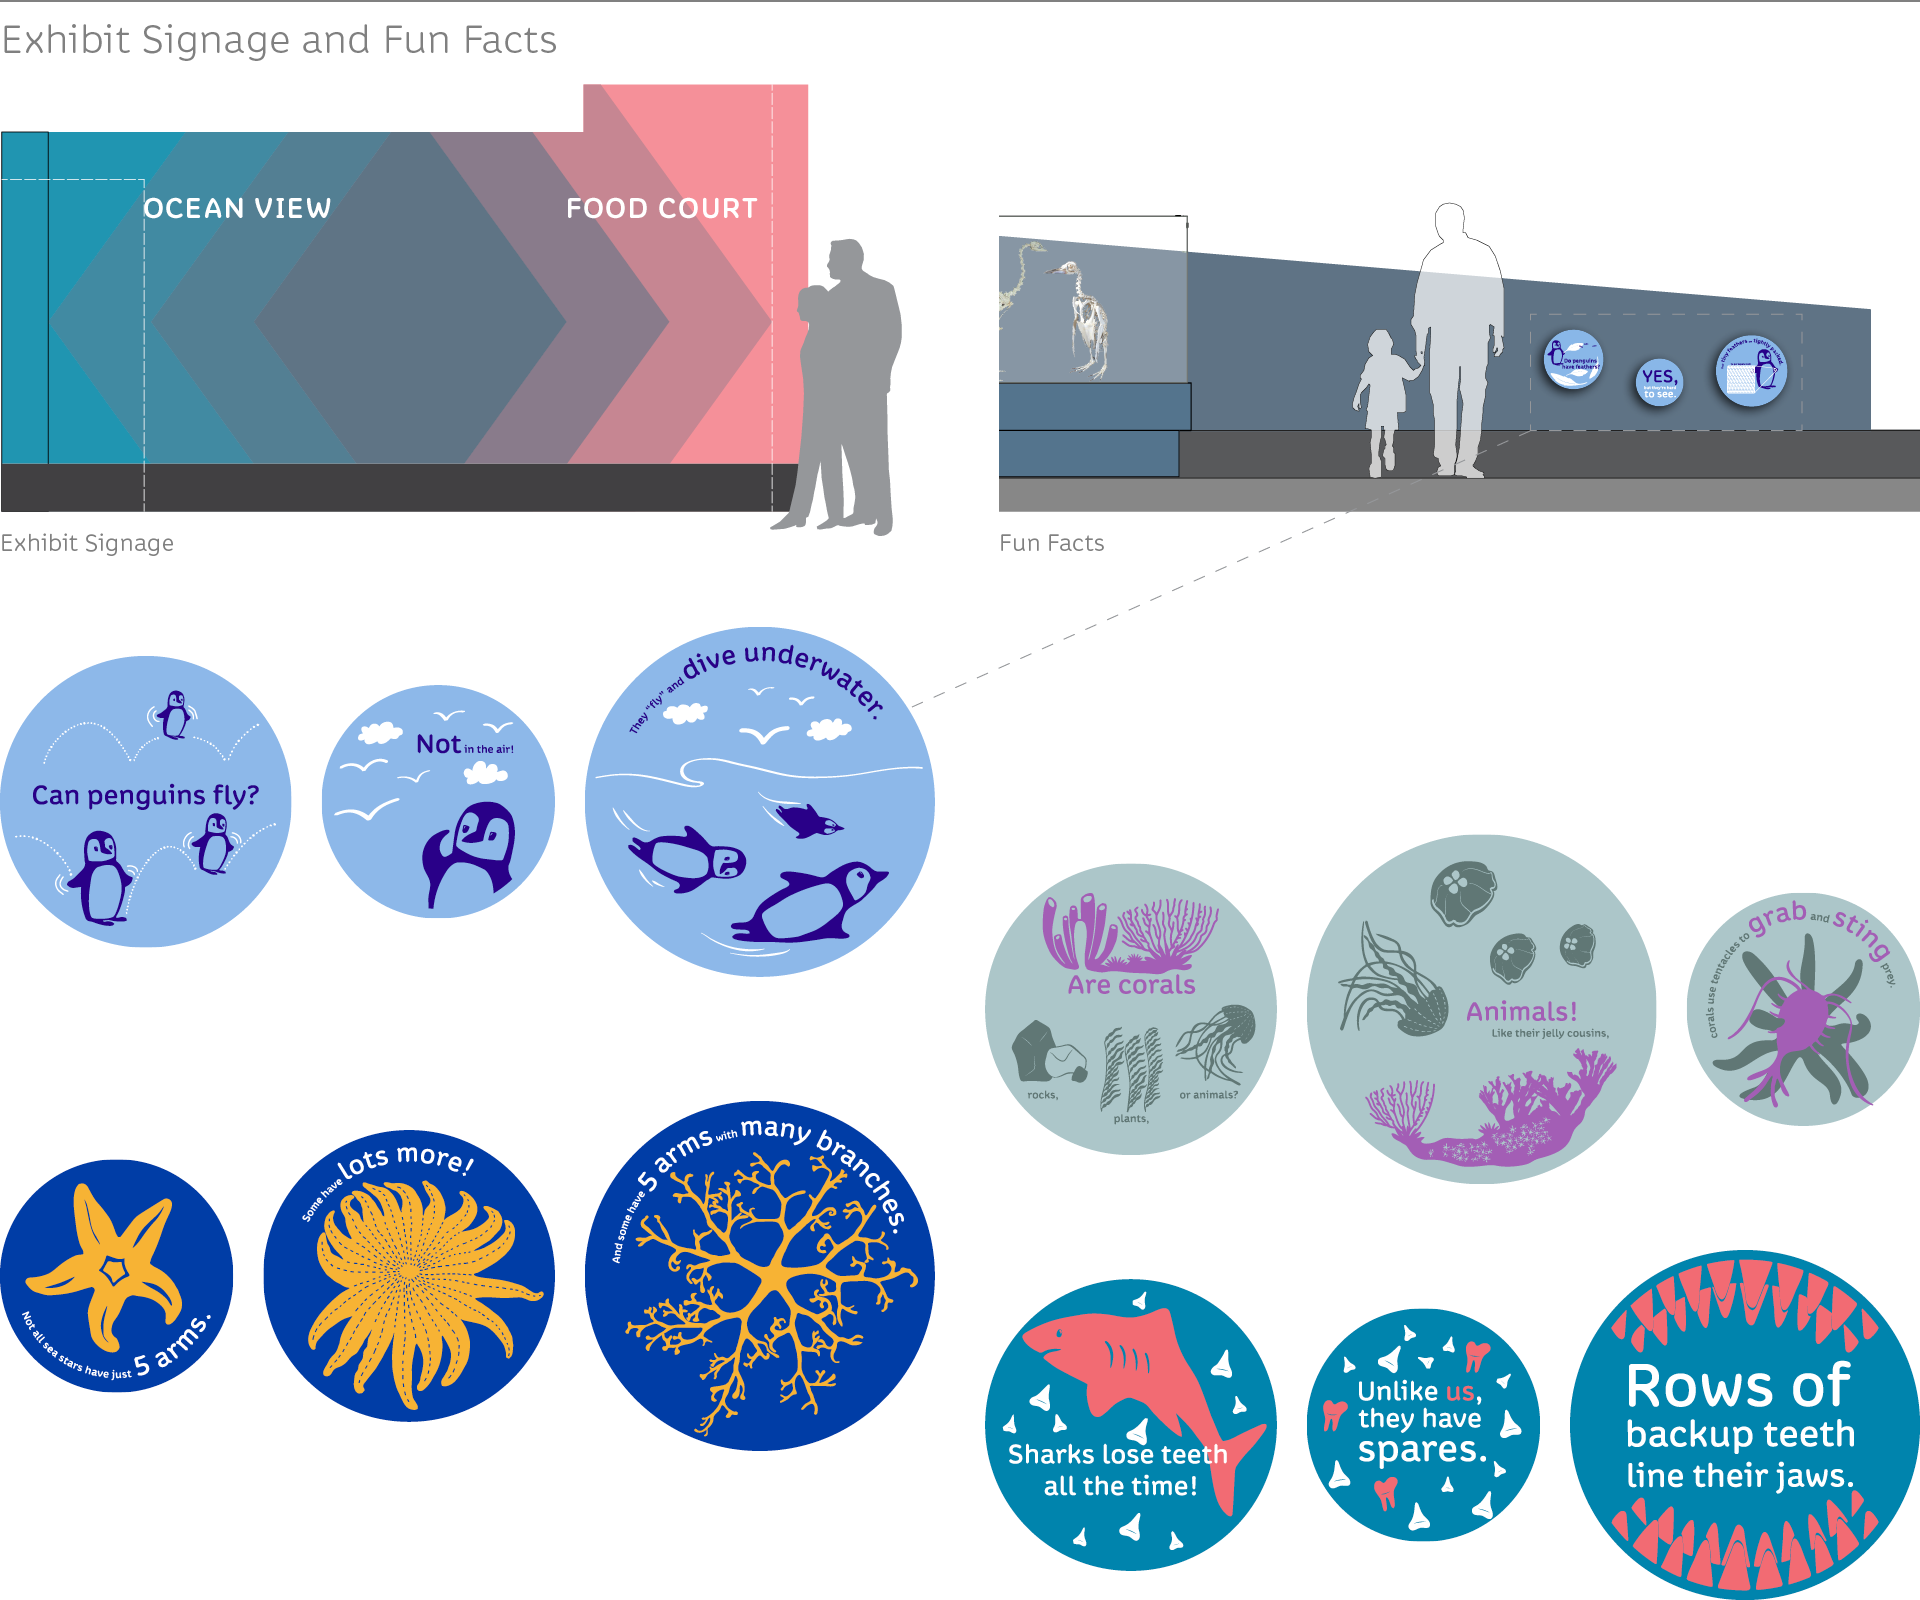 Exhibit Signage and Fun Facts
OCEAN VIEW
FOOD COURT
Do penguins
have feathers?
YES,
but they're hard
to see.
tiny feathers
tightly packed.
Exhibit Signage
Fun Facts
Can penguins fly?
Not in the air!
They "fly" and dive underwater.
Are corals
rocks,
plants,
or animals?
Animals!
Like their jelly cousins,
corals use tentacles to grab and sting prey.
Not all sea stars have just 5 arms.
Some have lots more!
And some have 5 arms with many branches.
Sharks lose teeth
all the time!
Unlike us,
they have
spares.
Rows of
backup teeth
line their jaws.